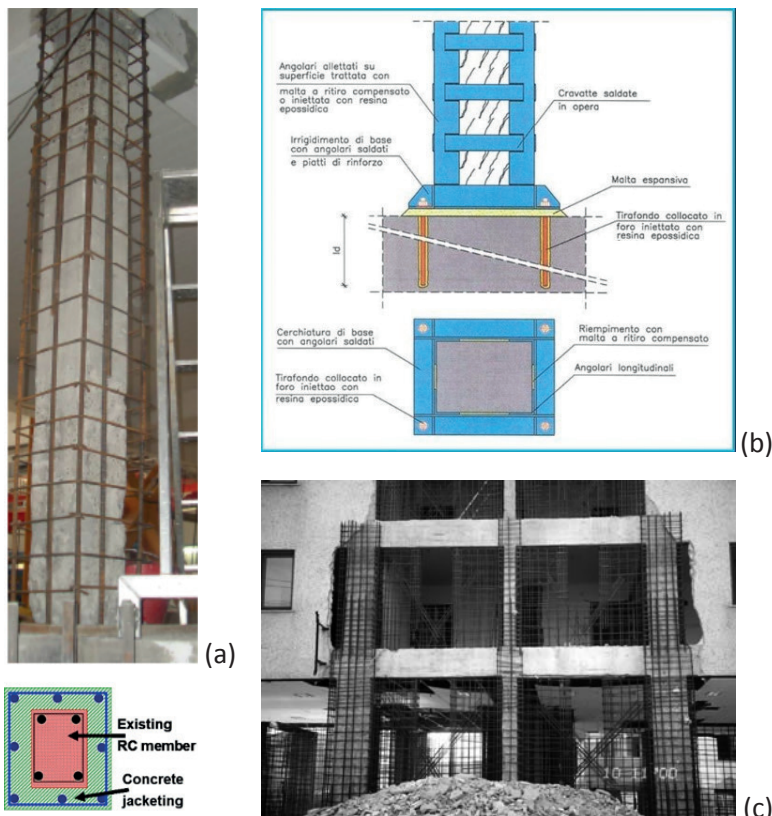 (a)
Existing
RC member
Concrete
jacketing
Angolari allettati su
superficie trattata con
malta a ritiro compensato
o iniettata con resina
epossidica
Cravatte saldate
in opera
Irrigidimento di base
con angolari saldati
e piatti di rinforzo
Malta espansiva
Tirafondo collocato in
foro iniettato con
resina epossidica
ld
Cerchiatura di base
con angolari saldati
Riempimento con
malta a ritiro compensato
Angolari longitudinali
Tirafondo collocato in
foro iniettao con
resina epossidica
(b)
(c)